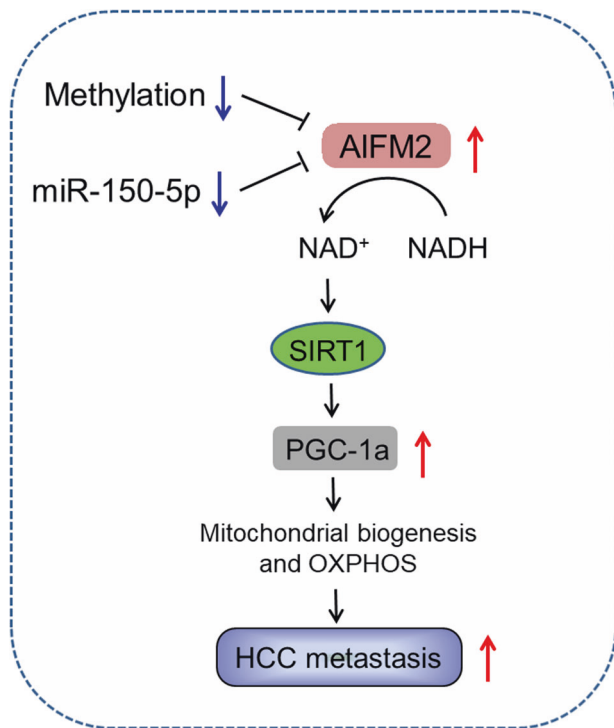 Methylation
AIFM2
miR-150-5p
NAD⁺ NADH
SIRT1
PGC-1a
Mitochondrial biogenesis
and OXPHOS
HCC metastasis